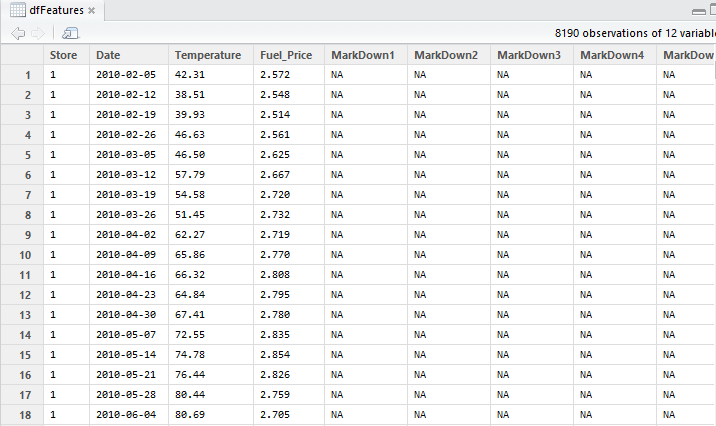 dfFeatures
8190 observations of 12 variable
Store Date Temperature Fuel_Price MarkDown1 MarkDown2 MarkDown3 MarkDown4 MarkDow
1 1 2010-02-05 42.31 2.572 NA NA NA NA NA
2 1 2010-02-12 38.51 2.548 NA NA NA NA NA
3 1 2010-02-19 39.93 2.514 NA NA NA NA NA
4 1 2010-02-26 46.63 2.561 NA NA NA NA NA
5 1 2010-03-05 46.50 2.625 NA NA NA NA NA
6 1 2010-03-12 57.79 2.667 NA NA NA NA NA
7 1 2010-03-19 54.58 2.720 NA NA NA NA NA
8 1 2010-03-26 51.45 2.732 NA NA NA NA NA
9 1 2010-04-02 62.27 2.719 NA NA NA NA NA
10 1 2010-04-09 65.86 2.770 NA NA NA NA NA
11 1 2010-04-16 66.32 2.808 NA NA NA NA NA
12 1 2010-04-23 64.84 2.795 NA NA NA NA NA
13 1 2010-04-30 67.41 2.780 NA NA NA NA NA
14 1 2010-05-07 72.55 2.835 NA NA NA NA NA
15 1 2010-05-14 74.78 2.854 NA NA NA NA NA
16 1 2010-05-21 76.44 2.826 NA NA NA NA NA
17 1 2010-05-28 80.44 2.759 NA NA NA NA NA
18 1 2010-06-04 80.69 2.705 NA NA NA NA NA